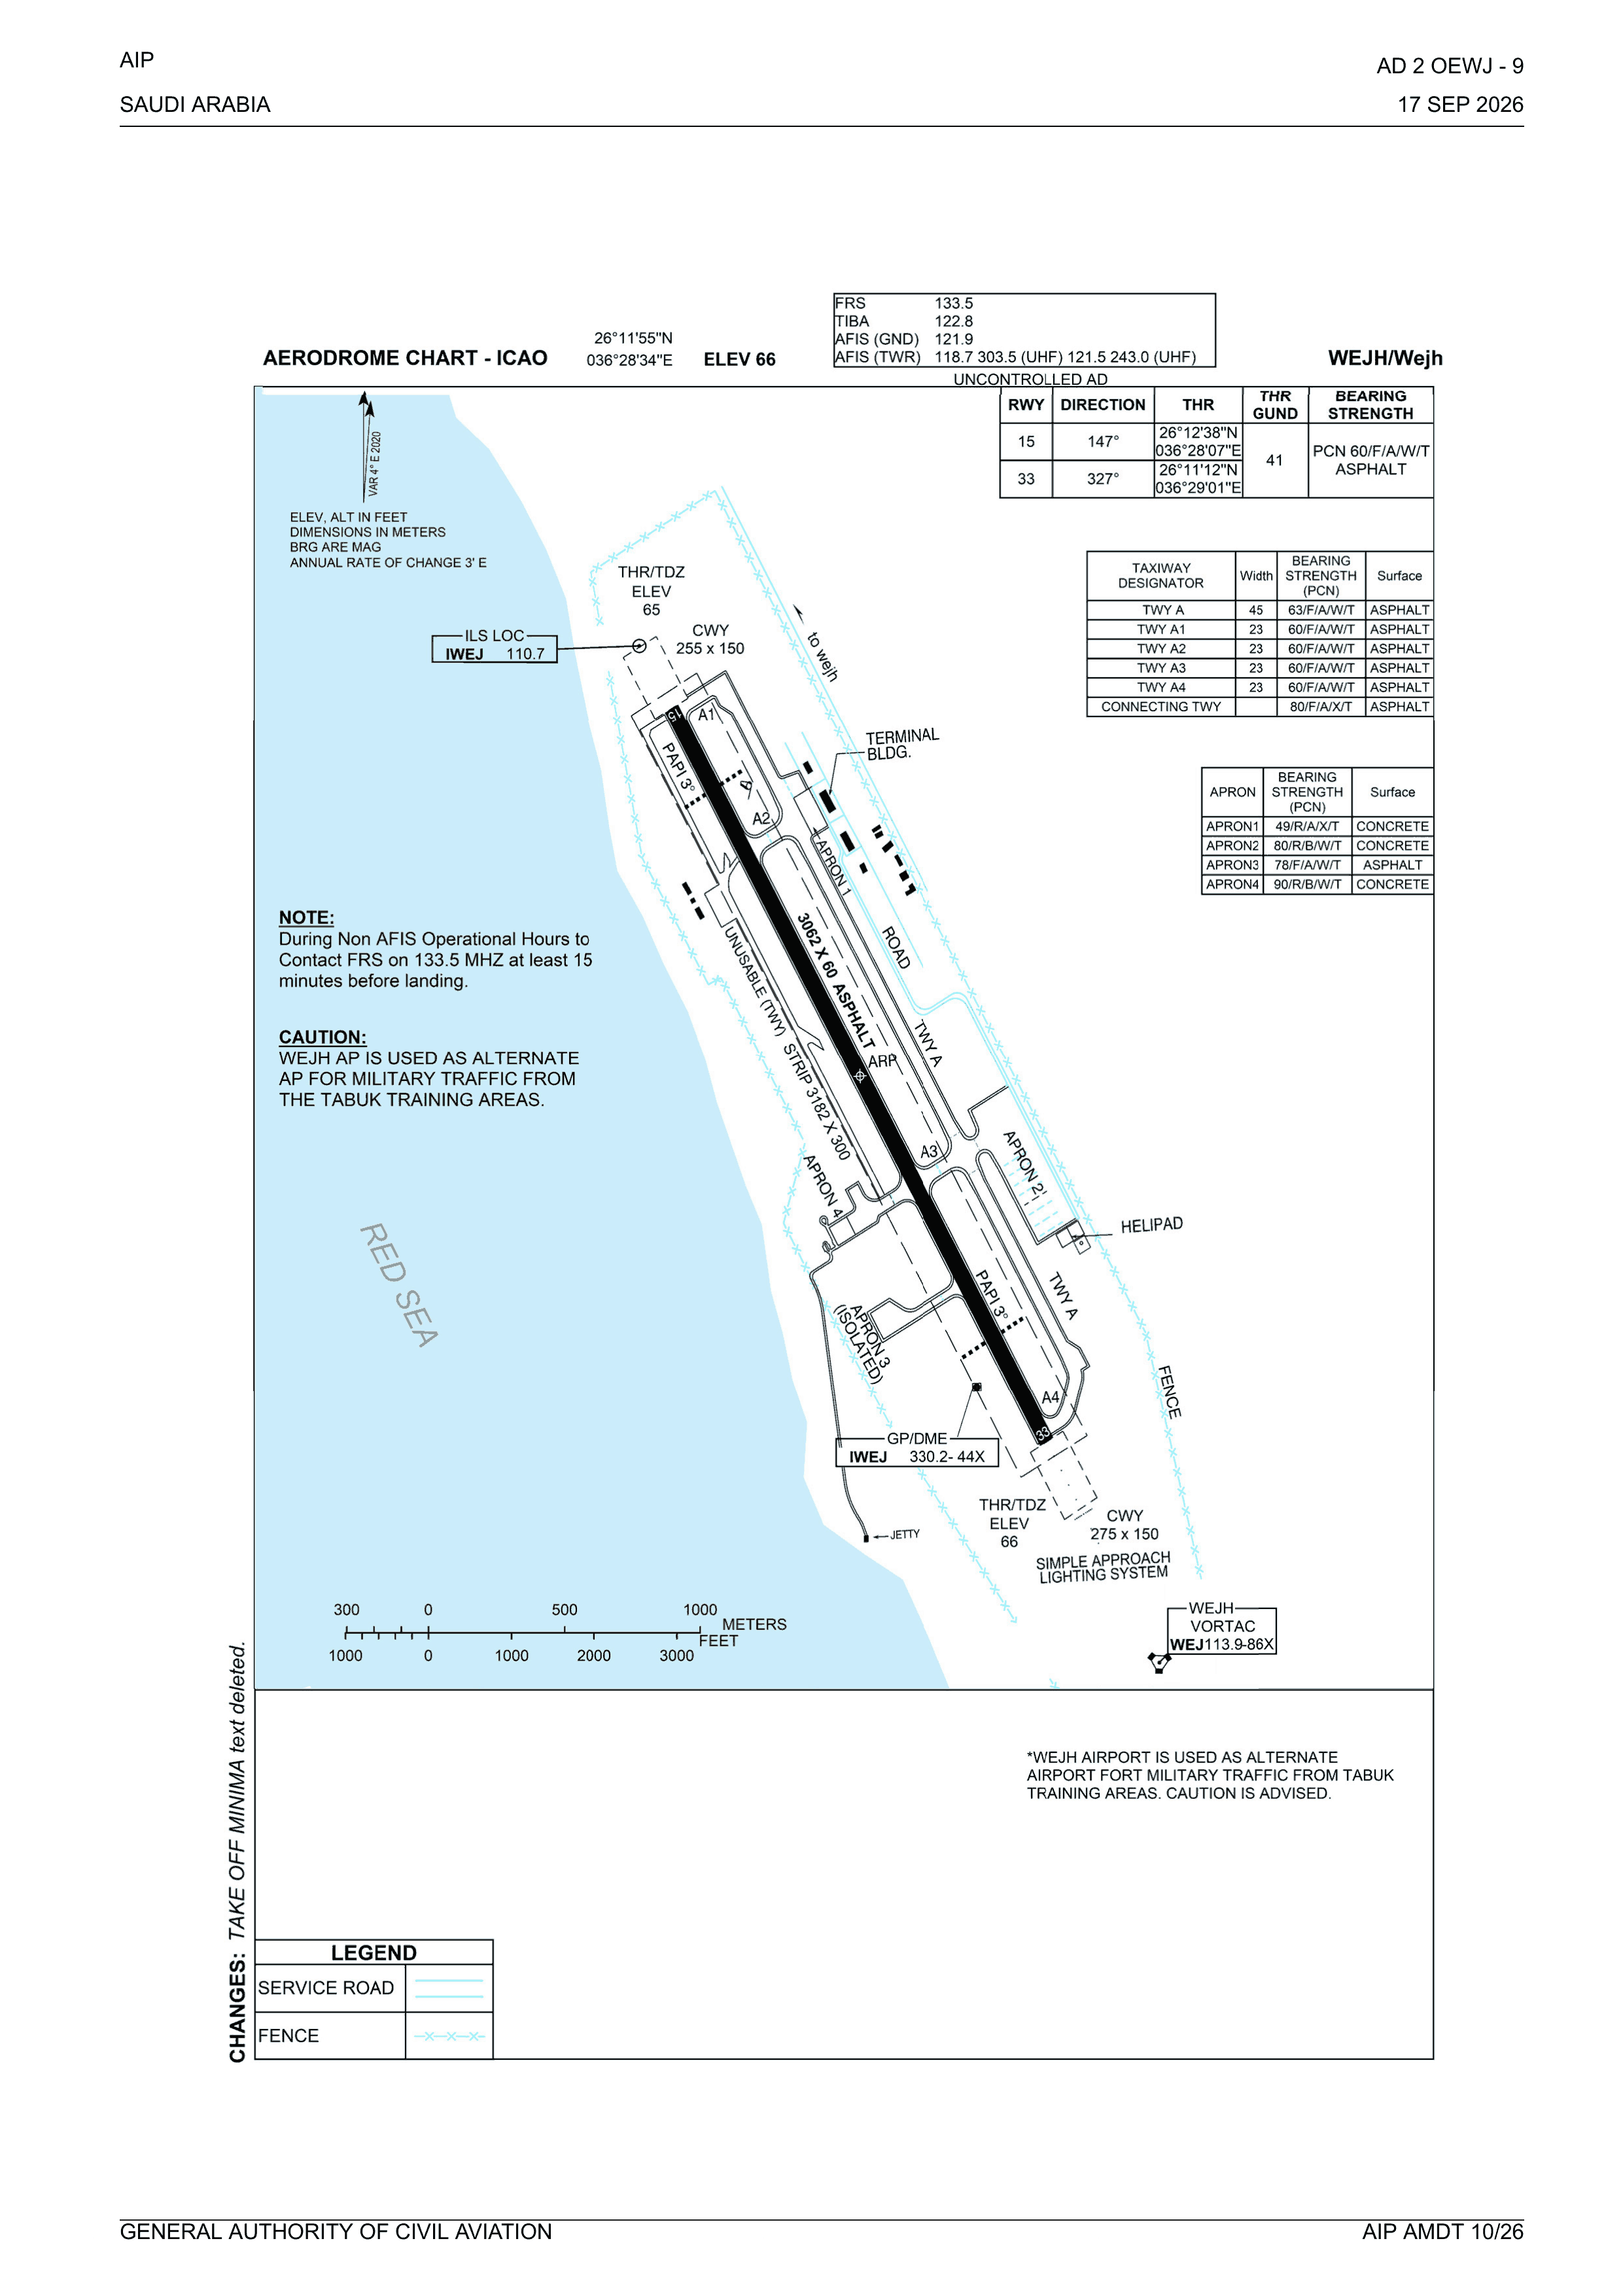 AIP
AD 2 OEWJ - 9
SAUDI ARABIA
17 SEP 2026
FRS 133.5
TIBA 122.8
AFIS (GND) 121.9
AFIS (TWR) 118.7 303.5 (UHF) 121.5 243.0 (UHF)
AERODROME CHART - ICAO
26°11'55"N
036°28'34"E
ELEV 66
WEJH/Wejh
UNCONTROLLED AD
RWY DIRECTION THR THR GUND BEARING STRENGTH
15 147° 26°12'38"N 036°28'07"E 41 PCN 60/F/A/W/T ASPHALT
33 327° 26°11'12"N 036°29'01"E
VAR 4° E 2020
ELEV, ALT IN FEET
DIMENSIONS IN METERS
BRG ARE MAG
ANNUAL RATE OF CHANGE 3' E
TAXIWAY DESIGNATOR Width BEARING STRENGTH (PCN) Surface
TWY A 45 63/F/A/W/T ASPHALT
TWY A1 23 60/F/A/W/T ASPHALT
TWY A2 23 60/F/A/W/T ASPHALT
TWY A3 23 60/F/A/W/T ASPHALT
TWY A4 23 60/F/A/W/T ASPHALT
CONNECTING TWY 80/F/A/X/T ASPHALT
APRON BEARING STRENGTH (PCN) Surface
APRON1 49/R/A/X/T CONCRETE
APRON2 80/R/B/W/T CONCRETE
APRON3 78/F/A/W/T ASPHALT
APRON4 90/R/B/W/T CONCRETE
THR/TDZ
ELEV
65
CWY
255 x 150
ILS LOC
IWEJ 110.7
to wejh
15
A1
PAPI 3°
A
A2
TERMINAL
BLDG.
APRON 1
ROAD
3062 X 60 ASPHALT
UNUSABLE (TWY)
STRIP 3182 X 300
ARP
TWY A
NOTE:
During Non AFIS Operational Hours to
Contact FRS on 133.5 MHZ at least 15
minutes before landing.
CAUTION:
WEJH AP IS USED AS ALTERNATE
AP FOR MILITARY TRAFFIC FROM
THE TABUK TRAINING AREAS.
A3
APRON 2
APRON 4
HELIPAD
RED SEA
PAPI 3°
TWY A
APRON 3
(ISOLATED)
FENCE
A4
33
GP/DME
IWEJ 330.2- 44X
THR/TDZ
ELEV
66
CWY
275 x 150
JETTY
SIMPLE APPROACH
LIGHTING SYSTEM
WEJH
VORTAC
WEJ113.9-86X
300 0 500 1000
METERS
FEET
1000 0 1000 2000 3000
*WEJH AIRPORT IS USED AS ALTERNATE
AIRPORT FORT MILITARY TRAFFIC FROM TABUK
TRAINING AREAS. CAUTION IS ADVISED.
CHANGES: TAKE OFF MINIMA text deleted.
LEGEND
SERVICE ROAD
FENCE
GENERAL AUTHORITY OF CIVIL AVIATION
AIP AMDT 10/26